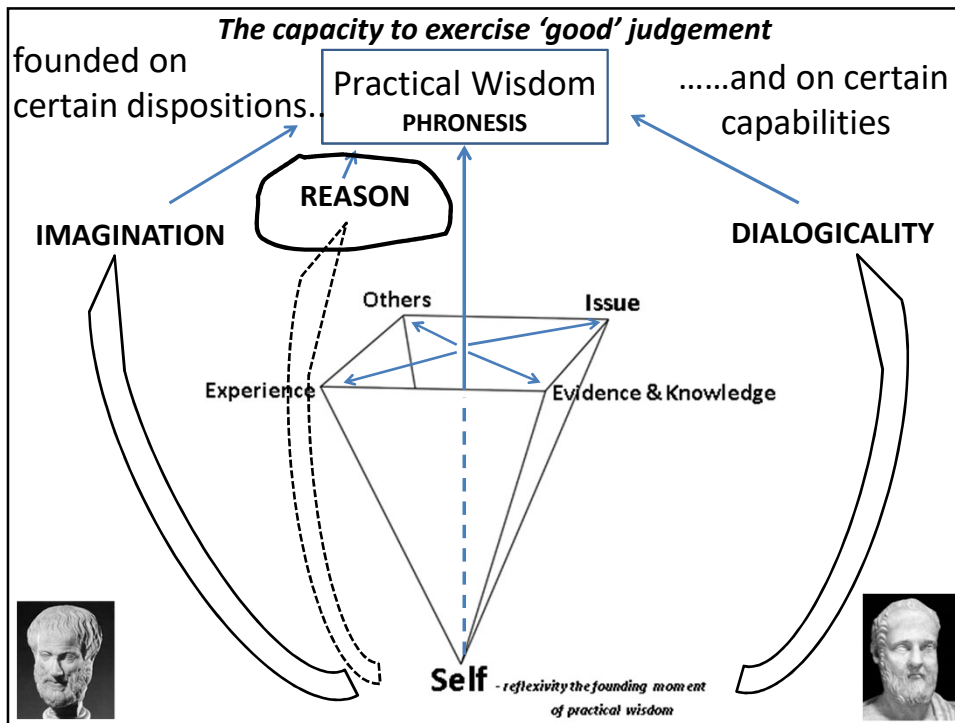 The capacity to exercise ‘good’ judgement
founded on
certain dispositions..
Practical Wisdom
PHRONESIS
……and on certain
capabilities
REASON
IMAGINATION
DIALOGICALITY
Others
Issue
Experience
Evidence & Knowledge
Self - reflexivity the founding moment
of practical wisdom